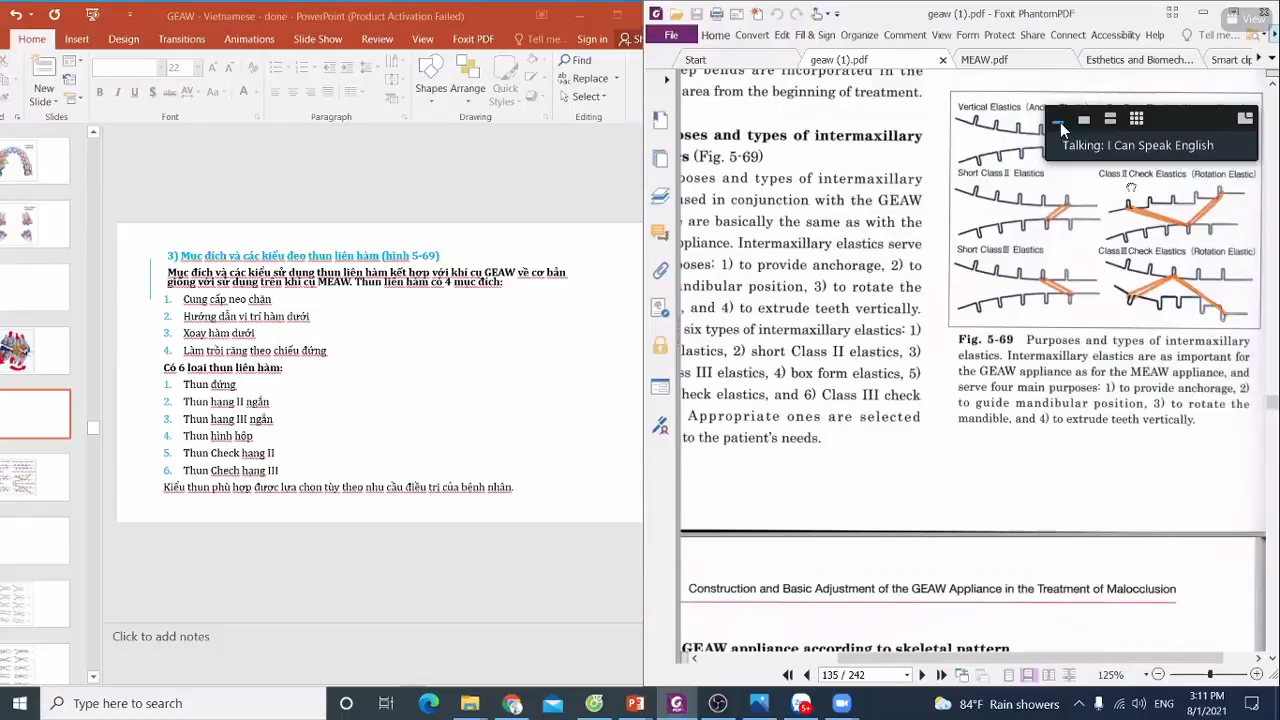 GEAW - Vietnamese - done - PowerPoint (Product Activation Failed)
Home Insert Design Transitions Animations Slide Show Review View Foxit PDF Tell me... Sign in
New Slide
22
B I U S abc AV Aa A
Shapes Arrange Quick Styles
Find
Replace
Select
Slides Font Paragraph Drawing Editing
3) Mục đích và các kiểu đeo thun liên hàm (hình 5-69)
Mục đích và các kiểu sử dụng thun liên hàm kết hợp với khí cụ GEAW về cơ bản
giống với sử dụng trên khí cụ MEAW. Thun liên hàm có 4 mục đích:
1. Cung cấp neo chặn
2. Hướng dẫn vị trí hàm dưới
3. Xoay hàm dưới
4. Làm trồi răng theo chiều đứng
Có 6 loại thun liên hàm:
1. Thun đứng
2. Thun hạng II ngắn
3. Thun hạng III ngắn
4. Thun hình hộp
5. Thun Check hạng II
6. Thun Chech hạng III
Kiểu thun phù hợp được lựa chọn tùy theo nhu cầu điều trị của bệnh nhân.
Click to add notes
geaw (1).pdf - Foxit PhantomPDF
View
File Home Convert Edit Organize Comment View Form Protect Share Connect Accessibility Help Tell me
Start geaw (1).pdf MEAW.pdf Esthetics and Biomech... Smart clip
ep bends are incorporated in the
area from the beginning of treatment.
oses and types of intermaxillary
s (Fig. 5-69)
poses and types of intermaxillary
used in conjunction with the GEAW
are basically the same as with the
ppliance. Intermaxillary elastics serve
poses: 1) to provide anchorage, 2) to
andibular position, 3) to rotate the
, and 4) to extrude teeth vertically.
six types of intermaxillary elastics: 1)
lastics, 2) short Class II elastics, 3)
ss III elastics, 4) box form elastics, 5)
heck elastics, and 6) Class III check
Appropriate ones are selected
to the patient's needs.
Vertical Elastics (Anc
Talking: I Can Speak English
Short Class II Elastics Class II Check Elastics (Rotation Elastic)
Short Class III Elastics Class III Check Elastics (Rotation Elastic)
Fig. 5-69 Purposes and types of intermaxillary
elastics. Intermaxillary elastics are as important for
the GEAW appliance as for the MEAW appliance, and
serve four main purposes: 1) to provide anchorage, 2)
to guide mandibular position, 3) to rotate the
mandible, and 4) to extrude teeth vertically.
Construction and Basic Adjustment of the GEAW Appliance in the Treatment of Malocclusion
GEAW appliance according to skeletal pattern
135 / 242 125%
Type here to search
84°F Rain showers ENG 3:11 PM
8/1/2021